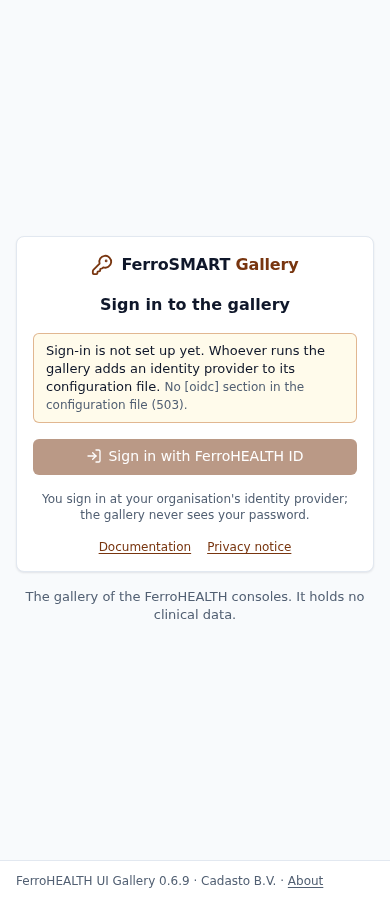 FerroSMART Gallery
Sign in to the gallery
Sign-in is not set up yet. Whoever runs the
gallery adds an identity provider to its
configuration file. No [oidc] section in the
configuration file (503).
Sign in with FerroHEALTH ID
You sign in at your organisation's identity provider;
the gallery never sees your password.
Documentation Privacy notice
The gallery of the FerroHEALTH consoles. It holds no
clinical data.
FerroHEALTH UI Gallery 0.6.9 · Cadasto B.V. · About